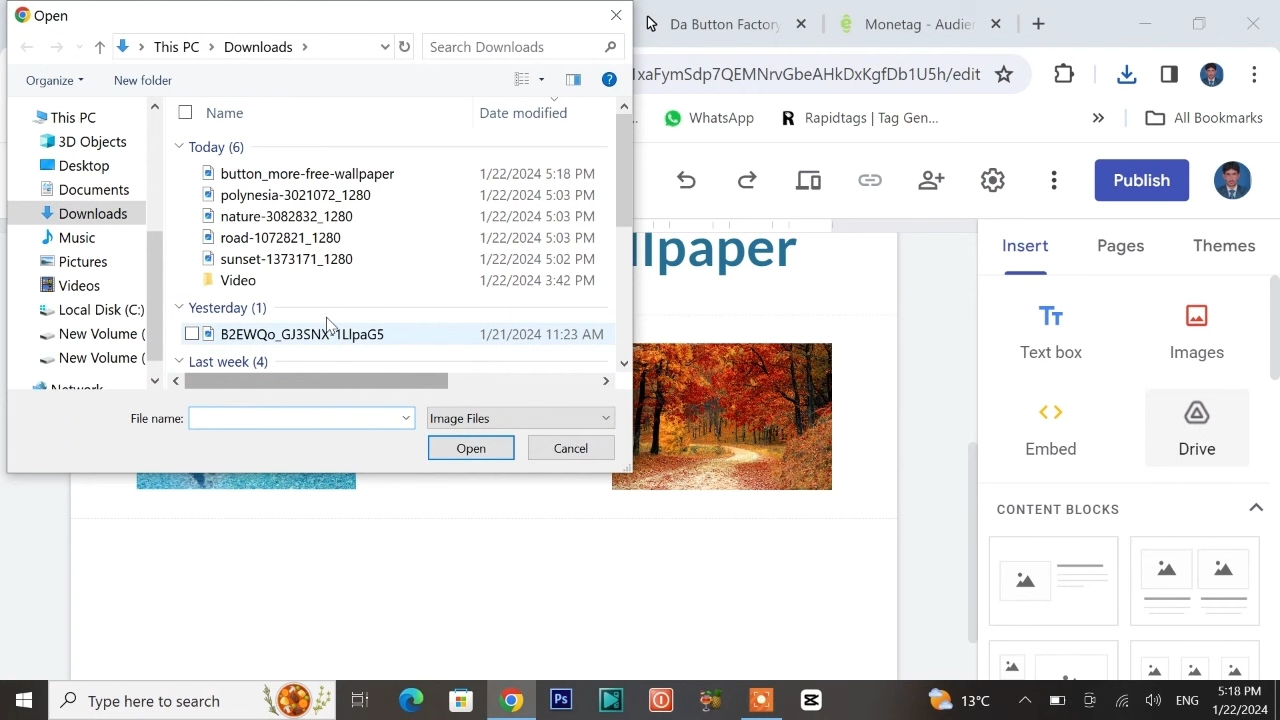 Open
Da Button Factory
Monetag - Audien
This PC
Downloads
Search Downloads
1xaFymSdp7QEMNrvGbeAHkDxKgfDb1U5h/edit
Organize
New folder
WhatsApp
Rapidtags | Tag Gen...
All Bookmarks
Name
Date modified
This PC
3D Objects
Desktop
Documents
Downloads
Music
Pictures
Videos
Local Disk (C:)
New Volume (
New Volume (
Network
Today (6)
button_more-free-wallpaper 1/22/2024 5:18 PM
polynesia-3021072_1280 1/22/2024 5:03 PM
nature-3082832_1280 1/22/2024 5:03 PM
road-1072821_1280 1/22/2024 5:03 PM
sunset-1373171_1280 1/22/2024 5:02 PM
Video 1/22/2024 3:42 PM
Yesterday (1)
1/21/2024 11:23 AM
Last week (4)
File name:
Image Files
Open
Cancel
Publish
llpaper
Insert
Pages
Themes
Tt
Text box
Images
Embed
Drive
CONTENT BLOCKS
Type here to search
Ps
13°C
ENG
5:18 PM
1/22/2024